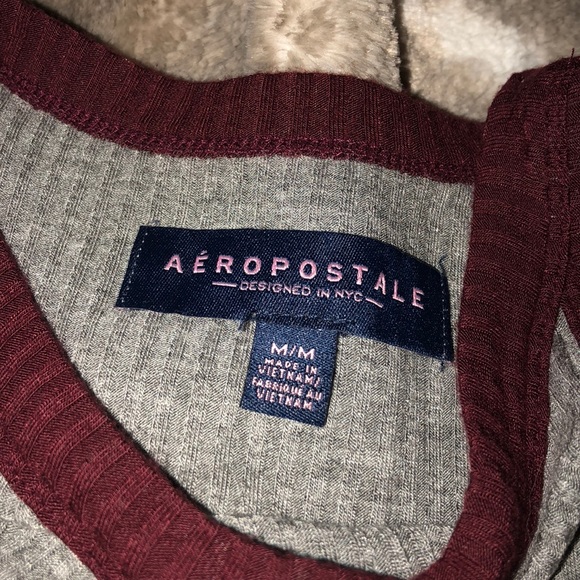 AÉROPOSTALE
DESIGNED IN NYC
M/M
MADE IN
VIETNAM/
FABRIQUÉ AU
VIETNAM